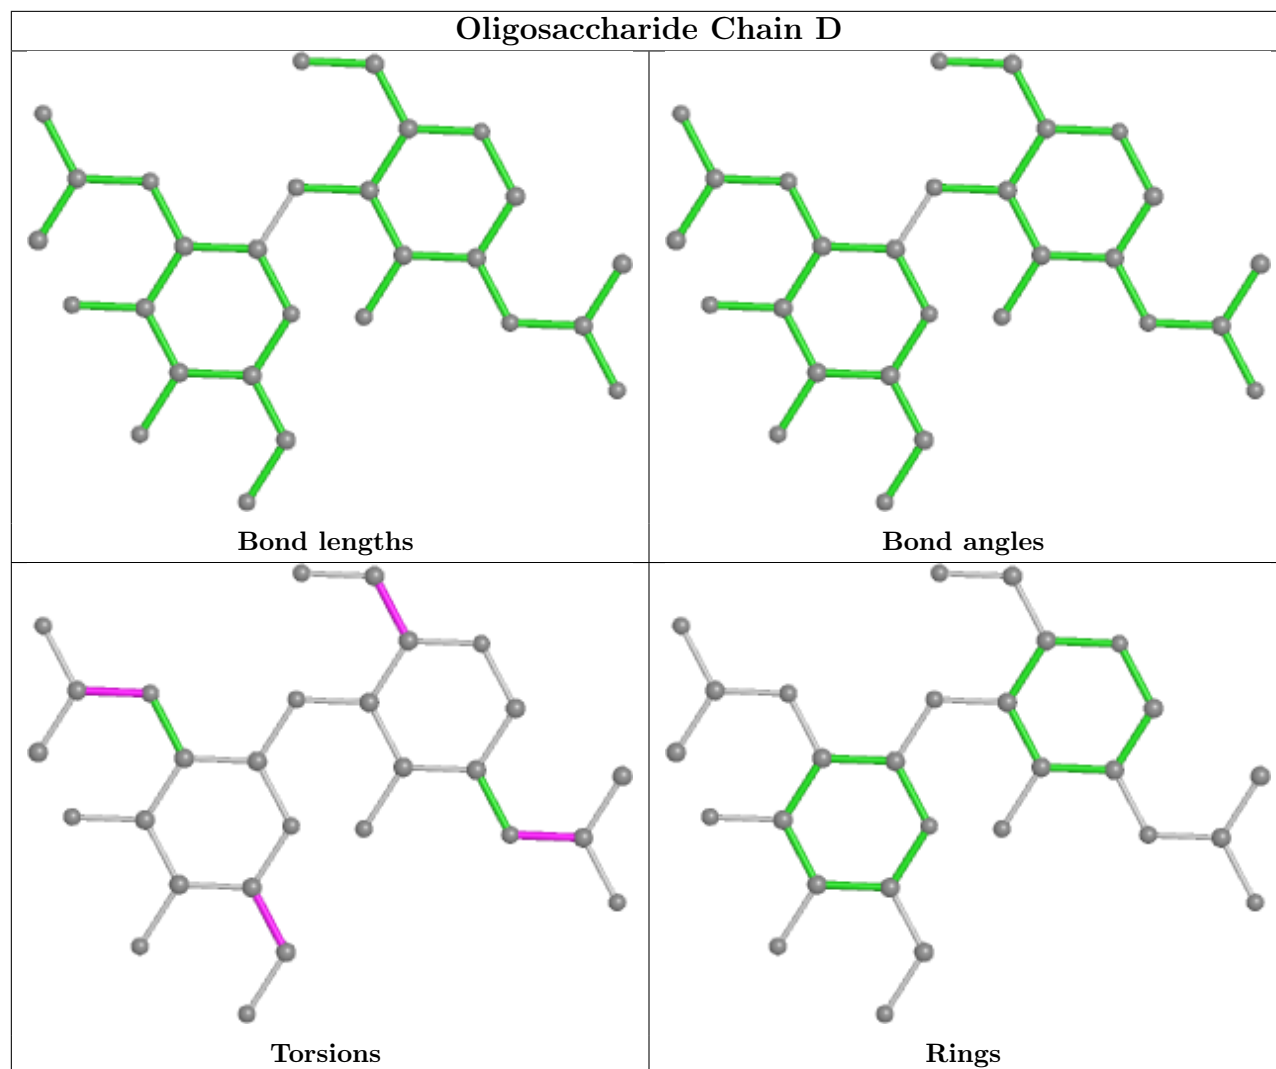 Oligosaccharide Chain D
Bond lengths
Bond angles
Torsions
Rings